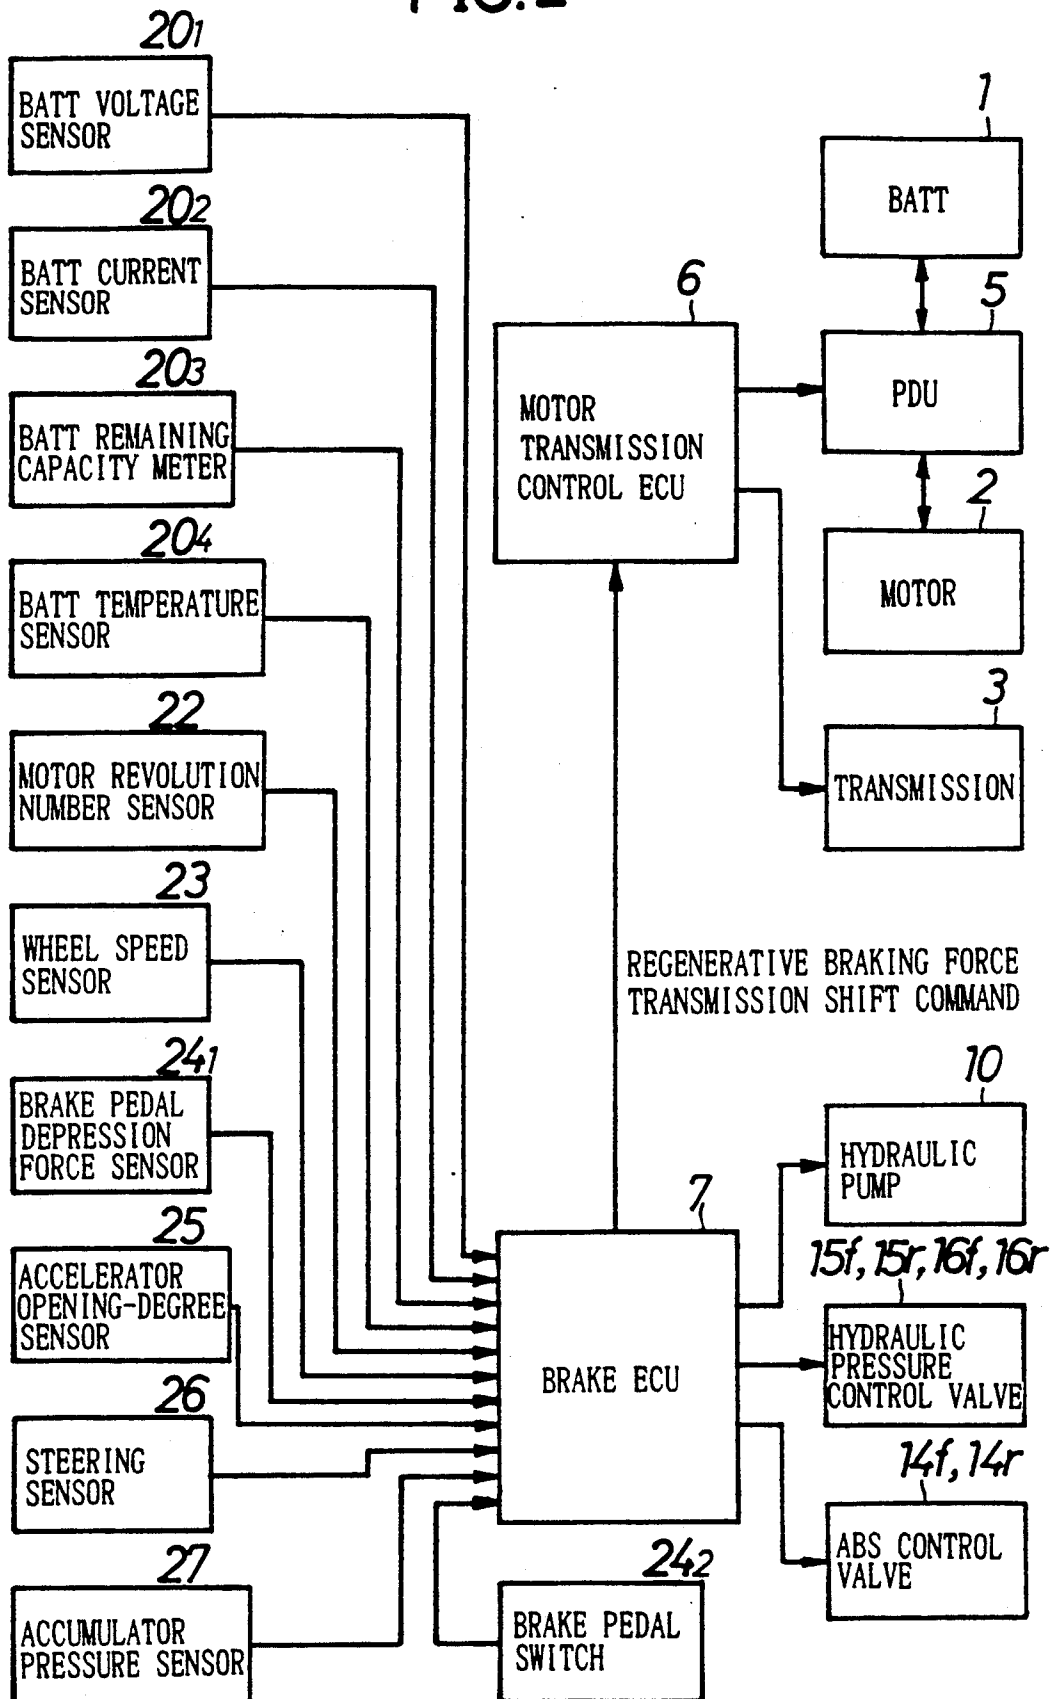 FIG.2
20₁
BATT VOLTAGE
SENSOR
20₂
BATT CURRENT
SENSOR
20₃
BATT REMAINING
CAPACITY METER
20₄
BATT TEMPERATURE
SENSOR
22
MOTOR REVOLUTION
NUMBER SENSOR
23
WHEEL SPEED
SENSOR
24₁
BRAKE PEDAL
DEPRESSION
FORCE SENSOR
25
ACCELERATOR
OPENING-DEGREE
SENSOR
26
STEERING
SENSOR
27
ACCUMULATOR
PRESSURE SENSOR
6
MOTOR
TRANSMISSION
CONTROL ECU
1
BATT
5
PDU
2
MOTOR
3
TRANSMISSION
REGENERATIVE BRAKING FORCE
TRANSMISSION SHIFT COMMAND
7
BRAKE ECU
24₂
BRAKE PEDAL
SWITCH
10
HYDRAULIC
PUMP
15f, 15r, 16f, 16r
HYDRAULIC
PRESSURE
CONTROL VALVE
14f, 14r
ABS CONTROL
VALVE